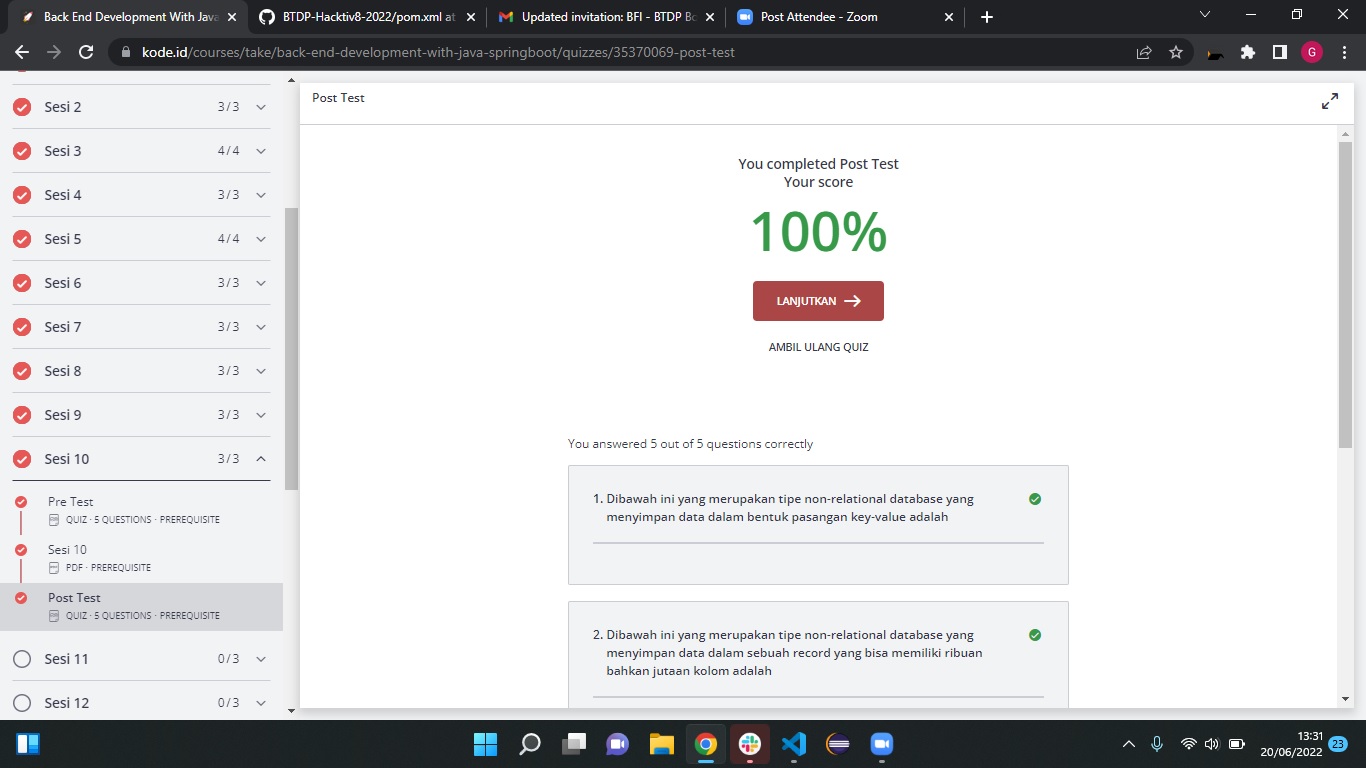 Back End Development With Java
BTDP-Hacktiv8-2022/pom.xml at
Updated invitation: BFI - BTDP Bo
Post Attendee - Zoom
kode.id/courses/take/back-end-development-with-java-springboot/quizzes/35370069-post-test
G
Sesi 2 3/3
Sesi 3 4/4
Sesi 4 3/3
Sesi 5 4/4
Sesi 6 3/3
Sesi 7 3/3
Sesi 8 3/3
Sesi 9 3/3
Sesi 10 3/3
Pre Test
QUIZ · 5 QUESTIONS · PREREQUISITE
Sesi 10
PDF · PREREQUISITE
Post Test
QUIZ · 5 QUESTIONS · PREREQUISITE
Sesi 11 0/3
Sesi 12 0/3
Post Test
You completed Post Test
Your score
100%
LANJUTKAN
AMBIL ULANG QUIZ
You answered 5 out of 5 questions correctly
1. Dibawah ini yang merupakan tipe non-relational database yang
menyimpan data dalam bentuk pasangan key-value adalah
2. Dibawah ini yang merupakan tipe non-relational database yang
menyimpan data dalam sebuah record yang bisa memiliki ribuan
bahkan jutaan kolom adalah
13:31
20/06/2022
23